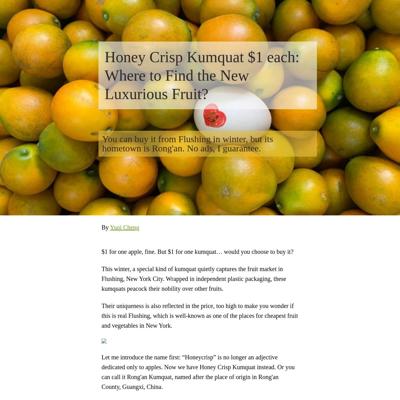 Honey Crisp Kumquat $1 each:
Where to Find the New
Luxurious Fruit?
You can buy it from Flushing in winter, but its
hometown is Rong'an. No ads, I guarantee.
By Yuqi Cheng
$1 for one apple, fine. But $1 for one kumquat… would you choose to buy it?
This winter, a special kind of kumquat quietly captures the fruit market in
Flushing, New York City. Wrapped in independent plastic packaging, these
kumquats peacock their nobility over other fruits.
Their uniqueness is also reflected in the price, too high to make you wonder if
this is real Flushing, which is well-known as one of the places for cheapest fruit
and vegetables in New York.
Let me introduce the name first: “Honeycrisp” is no longer an adjective
dedicated only to apples. Now we have Honey Crisp Kumquat instead. Or you
can call it Rong'an Kumquat, named after the place of origin in Rong'an
County, Guangxi, China.